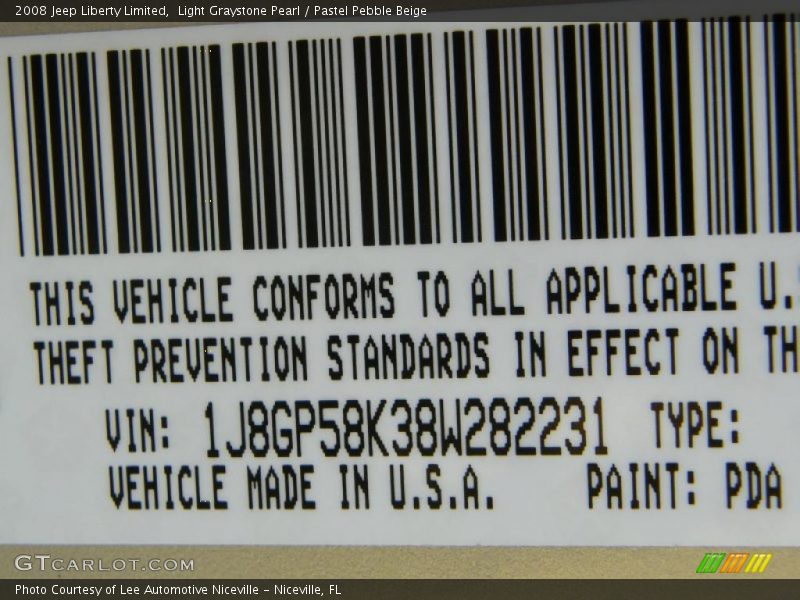 2008 Jeep Liberty Limited,  Light Graystone Pearl / Pastel Pebble Beige
THIS VEHICLE CONFORMS TO ALL APPLICABLE U.
THEFT PREVENTION STANDARDS IN EFFECT ON TH
VIN: 1J8GP58K38W282231 TYPE:
VEHICLE MADE IN U.S.A. PAINT: PDA
GTCARLOT.COM
Photo Courtesy of Lee Automotive Niceville – Niceville, FL